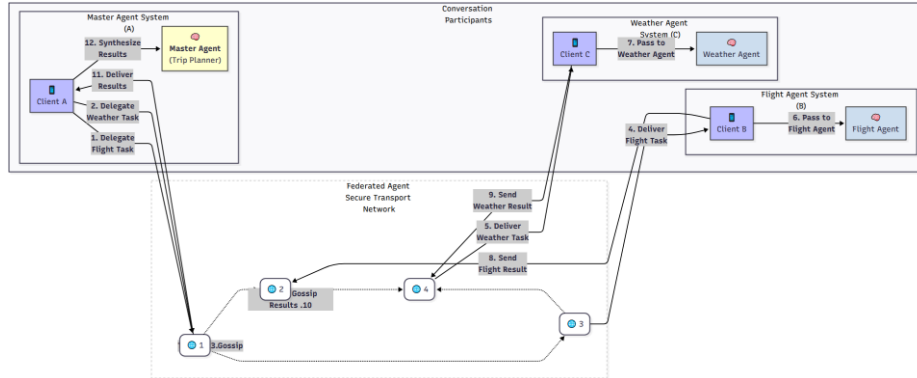 Conversation
Participants
Master Agent System
(A)
12. Synthesize
Results
Master Agent
(Trip Planner)
11. Deliver
Results
Client A
2. Delegate
Weather Task
1. Delegate
Flight Task
Weather Agent
System (C)
Client C
7. Pass to
Weather Agent
Weather Agent
Flight Agent System
(B)
4. Deliver
Flight Task
Client B
6. Pass to
Flight Agent
Flight Agent
Federated Agent
Secure Transport
Network
9. Send
Weather Result
5. Deliver
Weather Task
8. Send
Flight Result
2
Gossip
Results .10
4
3
1
3.Gossip